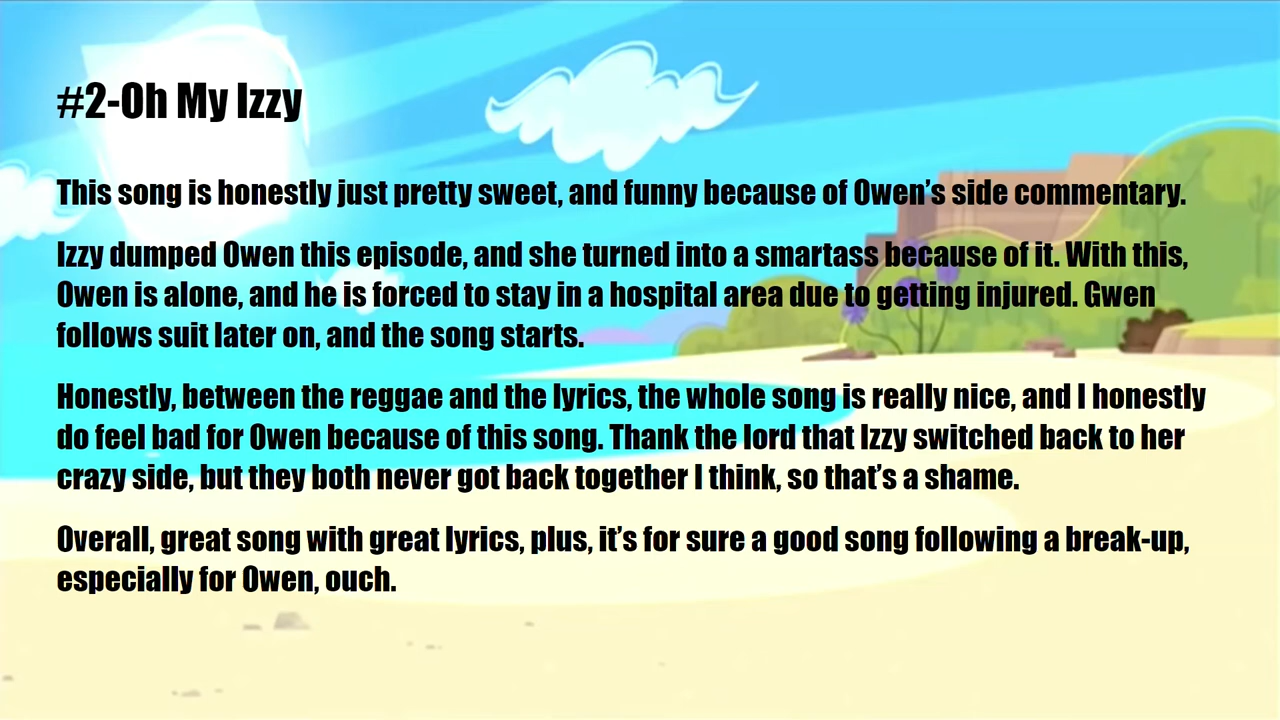 #2-Oh My Izzy
This song is honestly just pretty sweet, and funny because of Owen’s side commentary.
Izzy dumped Owen this episode, and she turned into a smartass because of it. With this,
Owen is alone, and he is forced to stay in a hospital area due to getting injured. Gwen
follows suit later on, and the song starts.
Honestly, between the reggae and the lyrics, the whole song is really nice, and I honestly
do feel bad for Owen because of this song. Thank the lord that Izzy switched back to her
crazy side, but they both never got back together I think, so that’s a shame.
Overall, great song with great lyrics, plus, it’s for sure a good song following a break-up,
especially for Owen, ouch.